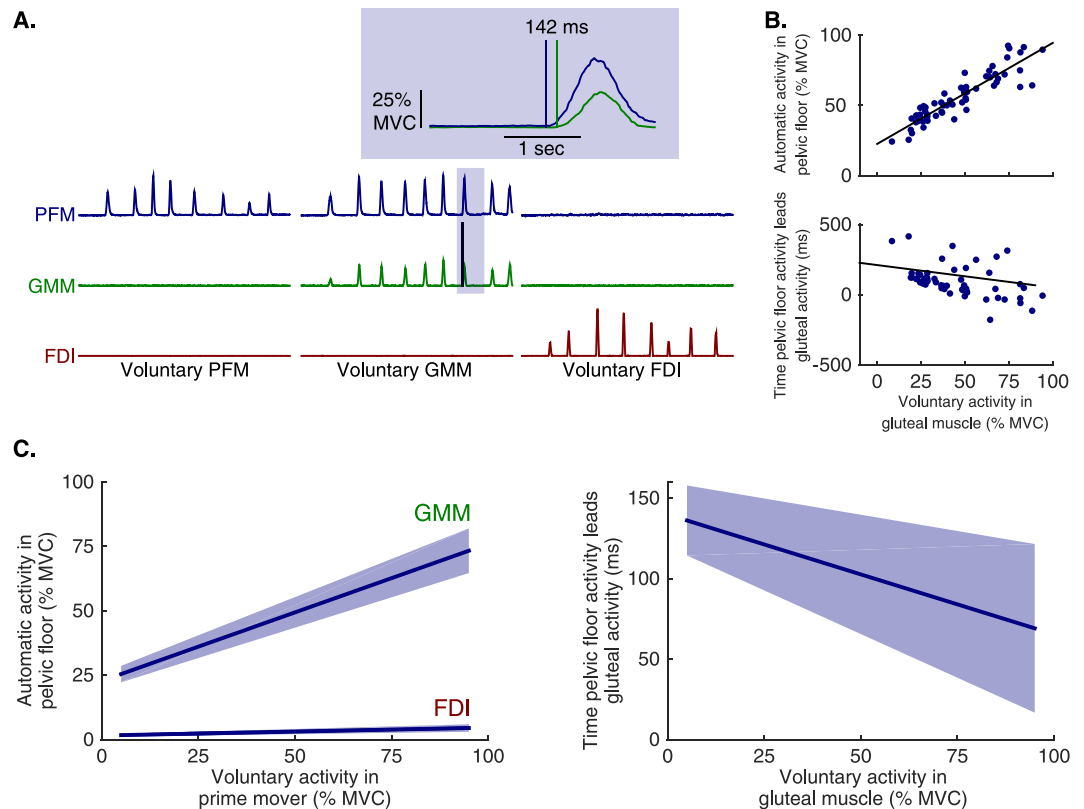 A.
142 ms
25%
MVC
1 sec
PFM
GMM
FDI
Voluntary PFM
Voluntary GMM
Voluntary FDI
B.
Automatic activity in
pelvic floor (% MVC)
100
50
0
Time pelvic floor activity leads
gluteal activity (ms)
500
0
-500
0
25
50
75
100
Voluntary activity in
gluteal muscle (% MVC)
C.
Automatic activity in
pelvic floor (% MVC)
100
75
50
25
0
GMM
FDI
0
25
50
75
100
Voluntary activity in
prime mover (% MVC)
Time pelvic floor activity leads
gluteal activity (ms)
150
100
50
0
0
25
50
75
100
Voluntary activity in
gluteal muscle (% MVC)